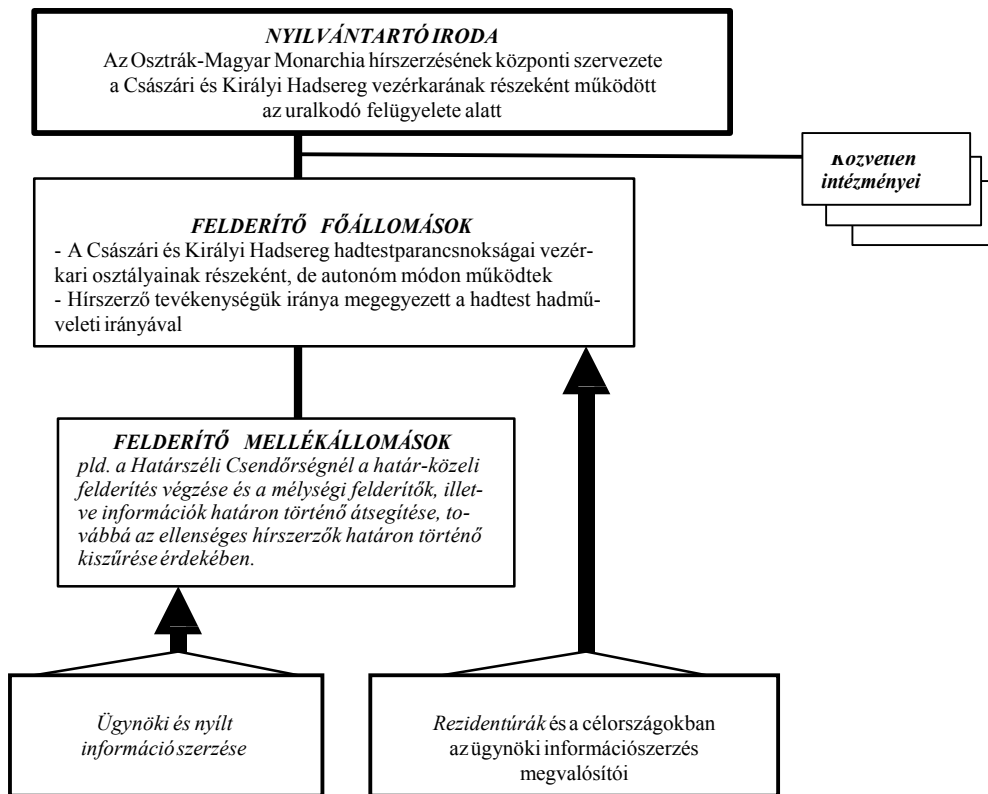 NYILVÁNTARTÓ IRODA
Az Osztrák-Magyar Monarchia hírszerzésének központi szervezete
a Császári és Királyi Hadsereg vezérkarának részeként működött
az uralkodó felügyelete alatt
Közvetlen
intézményei
FELDERÍTŐ FŐÁLLOMÁSOK
- A Császári és Királyi Hadsereg hadtestparancsnokságai vezér-
kari osztályainak részeként, de autonóm módon működtek
- Hírszerző tevékenységük iránya megegyezett a hadtest hadmű-
veleti irányával
FELDERÍTŐ MELLÉKÁLLOMÁSOK
pld. a Határszéli Csendőrségnél a határ-közeli
felderítés végzése és a mélységi felderítők, illet-
ve információk határon történő átsegítése, to-
vábbá az ellenséges hírszerzők határon történő
kiszűrése érdekében.
Ügynöki és nyílt
információ szerzése
Rezidentúrák és a célországokban
az ügynöki információszerzés
megvalósítói